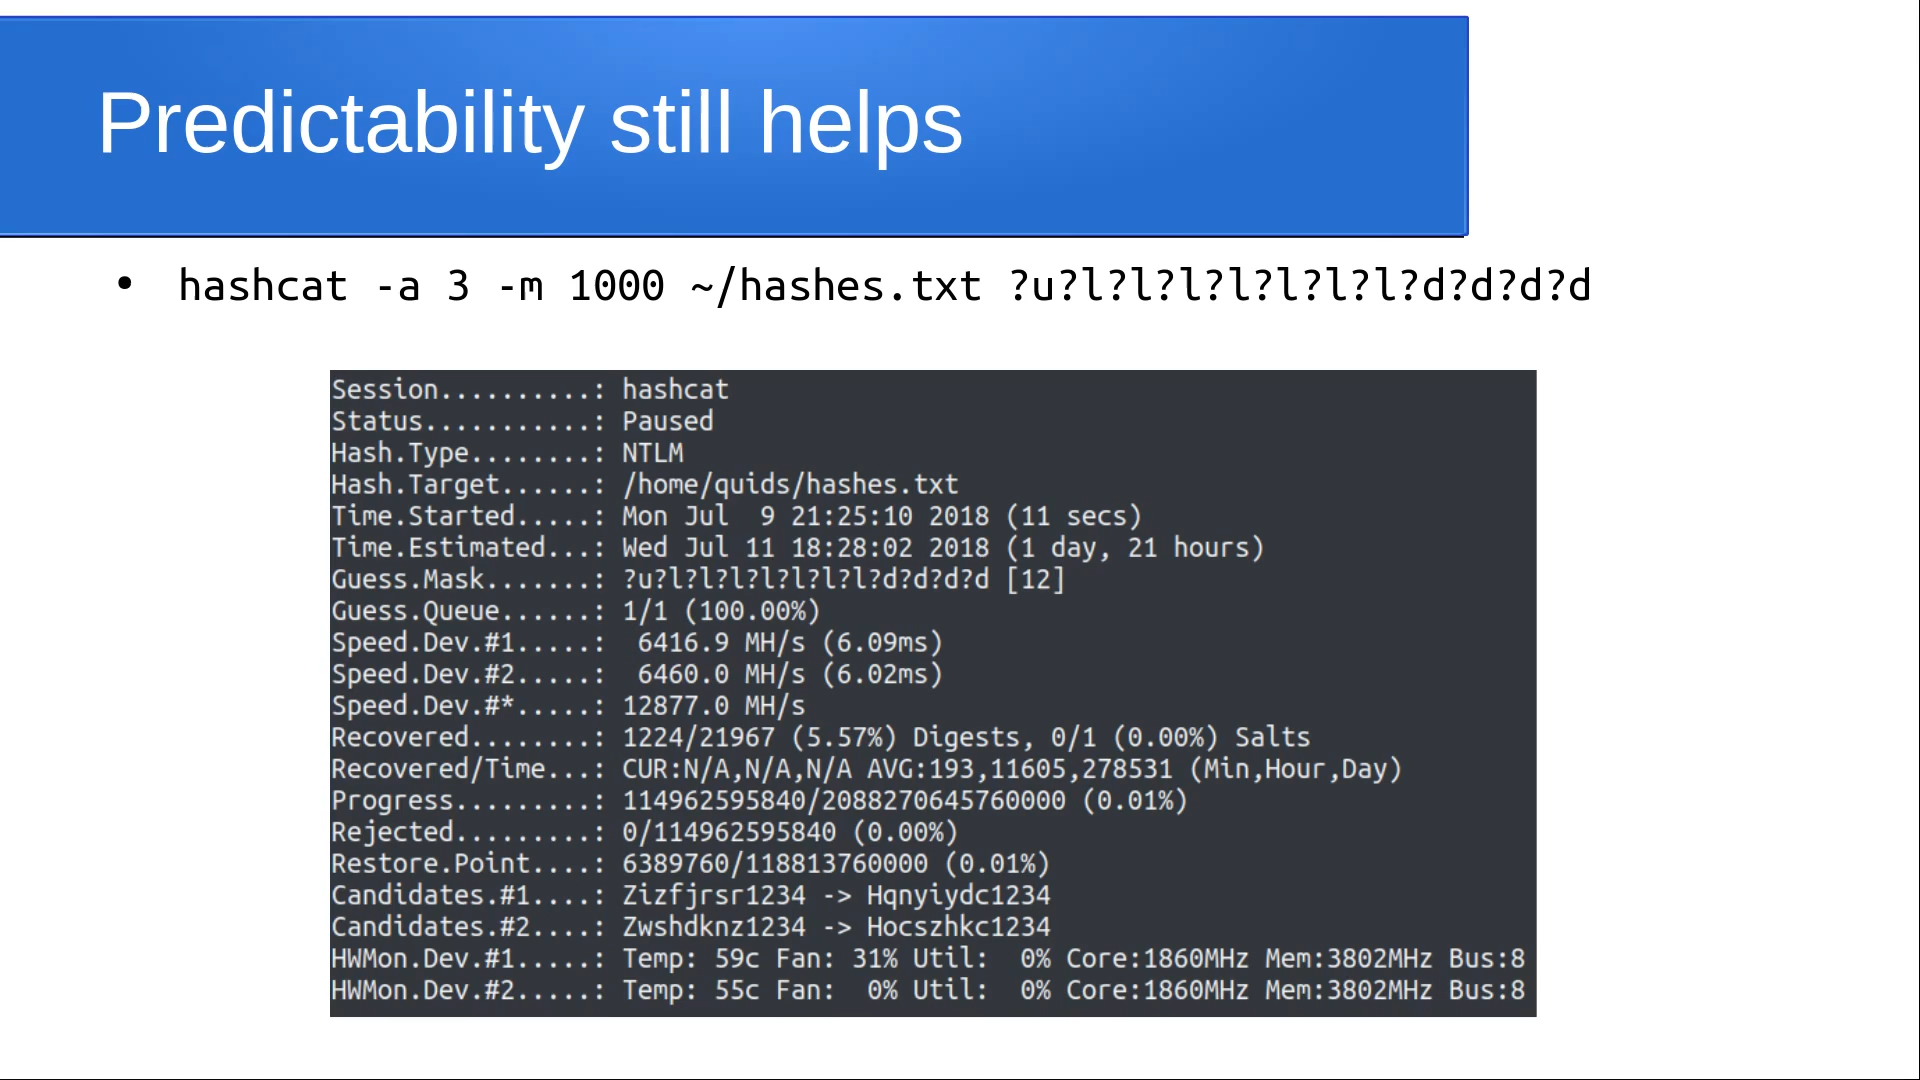 Predictability still helps
• hashcat -a 3 -m 1000 ~/hashes.txt ?u?l?l?l?l?l?l?l?d?d?d?d
Session..........: hashcat
Status...........: Paused
Hash.Type........: NTLM
Hash.Target......: /home/quids/hashes.txt
Time.Started.....: Mon Jul  9 21:25:10 2018 (11 secs)
Time.Estimated...: Wed Jul 11 18:28:02 2018 (1 day, 21 hours)
Guess.Mask.......: ?u?l?l?l?l?l?l?l?d?d?d?d [12]
Guess.Queue......: 1/1 (100.00%)
Speed.Dev.#1.....:  6416.9 MH/s (6.09ms)
Speed.Dev.#2.....:  6460.0 MH/s (6.02ms)
Speed.Dev.#*.....: 12877.0 MH/s
Recovered........: 1224/21967 (5.57%) Digests, 0/1 (0.00%) Salts
Recovered/Time...: CUR:N/A,N/A,N/A AVG:193,11605,278531 (Min,Hour,Day)
Progress.........: 114962595840/2088270645760000 (0.01%)
Rejected.........: 0/114962595840 (0.00%)
Restore.Point....: 6389760/118813760000 (0.01%)
Candidates.#1....: Zizfjrsr1234 -> Hqnyiydc1234
Candidates.#2....: Zwshdknz1234 -> Hocszhkc1234
HWMon.Dev.#1.....: Temp: 59c Fan: 31% Util:  0% Core:1860MHz Mem:3802MHz Bus:8
HWMon.Dev.#2.....: Temp: 55c Fan:  0% Util:  0% Core:1860MHz Mem:3802MHz Bus:8